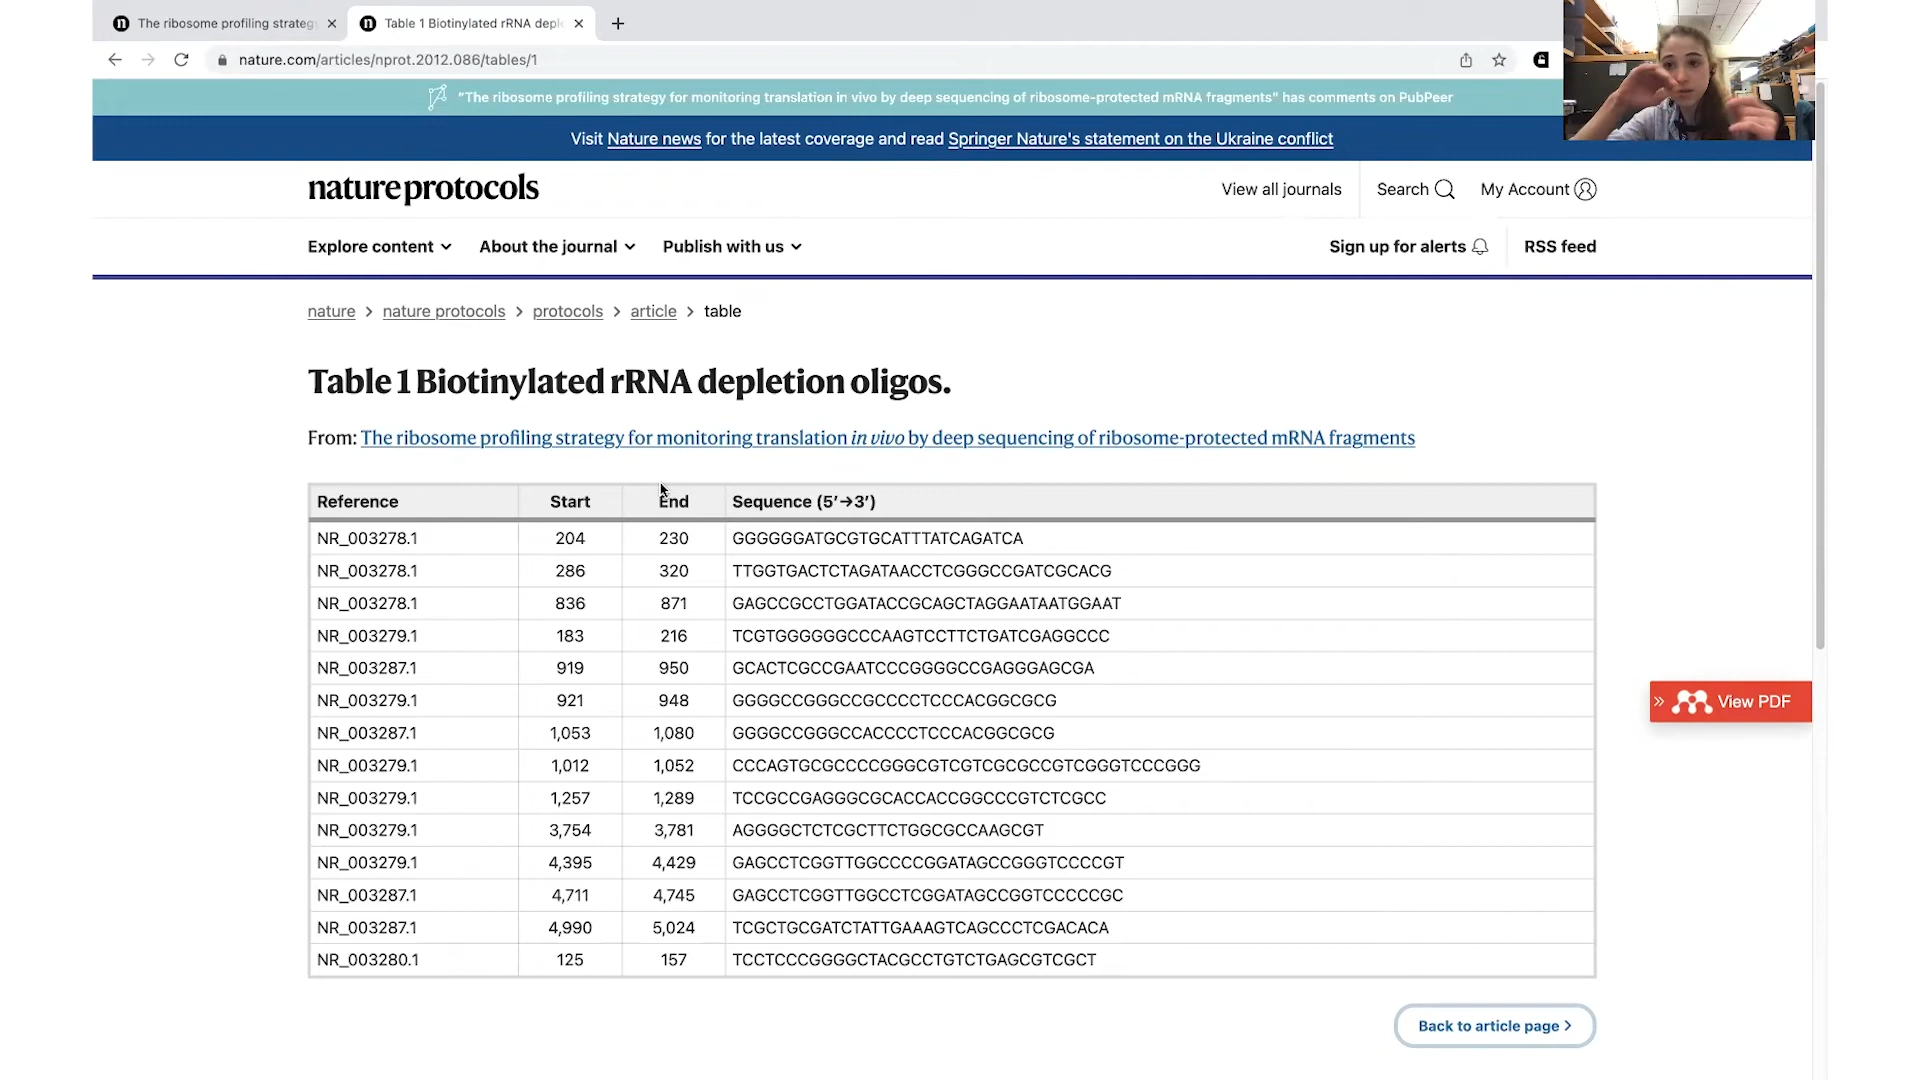 The ribosome profiling strateg
Table 1 Biotinylated rRNA depl
nature.com/articles/nprot.2012.086/tables/1
"The ribosome profiling strategy for monitoring translation in vivo by deep sequencing of ribosome-protected mRNA fragments" has comments on PubPeer
Visit Nature news for the latest coverage and read Springer Nature's statement on the Ukraine conflict
nature protocols
View all journals Search My Account
Explore content About the journal Publish with us Sign up for alerts RSS feed
nature > nature protocols > protocols > article > table
Table 1 Biotinylated rRNA depletion oligos.
From: The ribosome profiling strategy for monitoring translation in vivo by deep sequencing of ribosome-protected mRNA fragments
Reference Start End Sequence (5′→3′)
NR_003278.1 204 230 GGGGGGATGCGTGCATTTATCAGATCA
NR_003278.1 286 320 TTGGTGACTCTAGATAACCTCGGGCCGATCGCACG
NR_003278.1 836 871 GAGCCGCCTGGATACCGCAGCTAGGAATAATGGAAT
NR_003279.1 183 216 TCGTGGGGGGCCCAAGTCCTTCTGATCGAGGCCC
NR_003287.1 919 950 GCACTCGCCGAATCCCGGGGCCGAGGGAGCGA
NR_003279.1 921 948 GGGGCCGGGCCGCCCCTCCCACGGCGCG
NR_003287.1 1,053 1,080 GGGGCCGGGCCACCCCTCCCACGGCGCG
NR_003279.1 1,012 1,052 CCCAGTGCGCCCCGGGCGTCGTCGCGCCGTCGGGTCCCGGG
NR_003279.1 1,257 1,289 TCCGCCGAGGGCGCACCACCGGCCCGTCTCGCC
NR_003279.1 3,754 3,781 AGGGGCTCTCGCTTCTGGCGCCAAGCGT
NR_003279.1 4,395 4,429 GAGCCTCGGTTGGCCCCGGATAGCCGGGTCCCCGT
NR_003287.1 4,711 4,745 GAGCCTCGGTTGGCCTCGGATAGCCGGTCCCCCGC
NR_003287.1 4,990 5,024 TCGCTGCGATCTATTGAAAGTCAGCCCTCGACACA
NR_003280.1 125 157 TCCTCCCGGGGCTACGCCTGTCTGAGCGTCGCT
» View PDF
Back to article page >